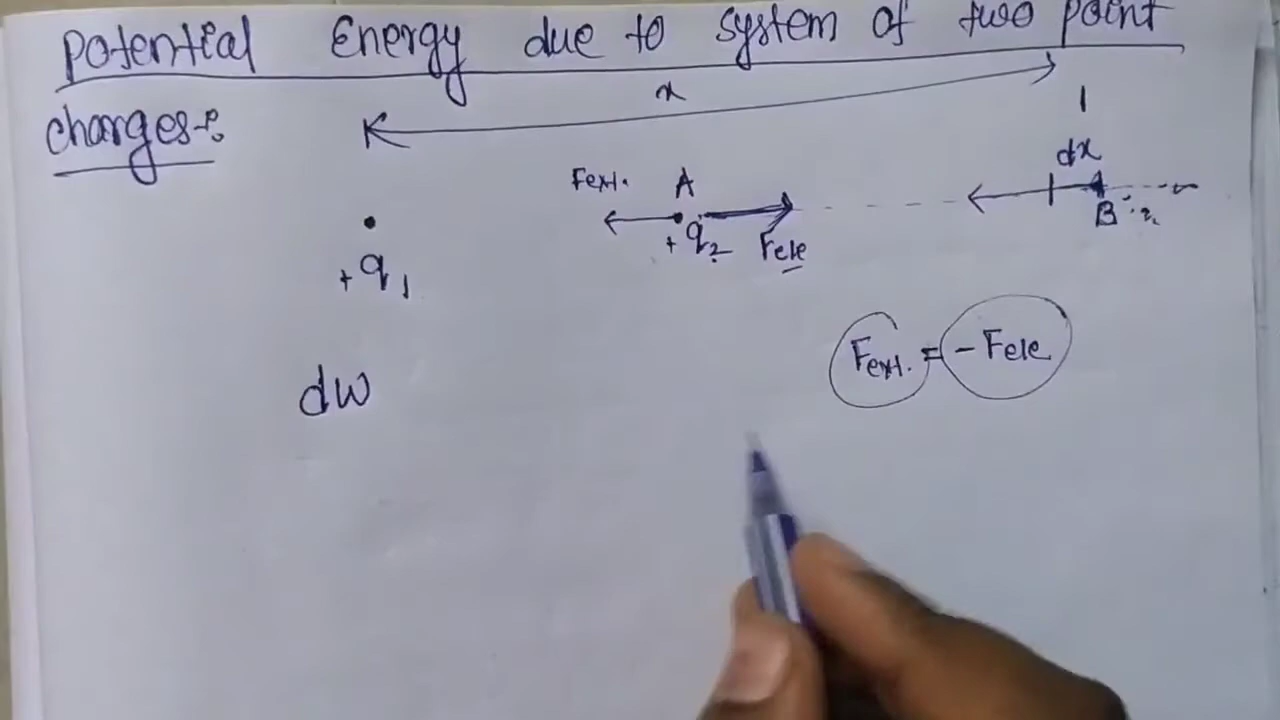 Potential Energy due to system of two point
charges:-
x
dx
Fext. A
B
+q1
+q2 Fele
Fext. = - Fele
dw